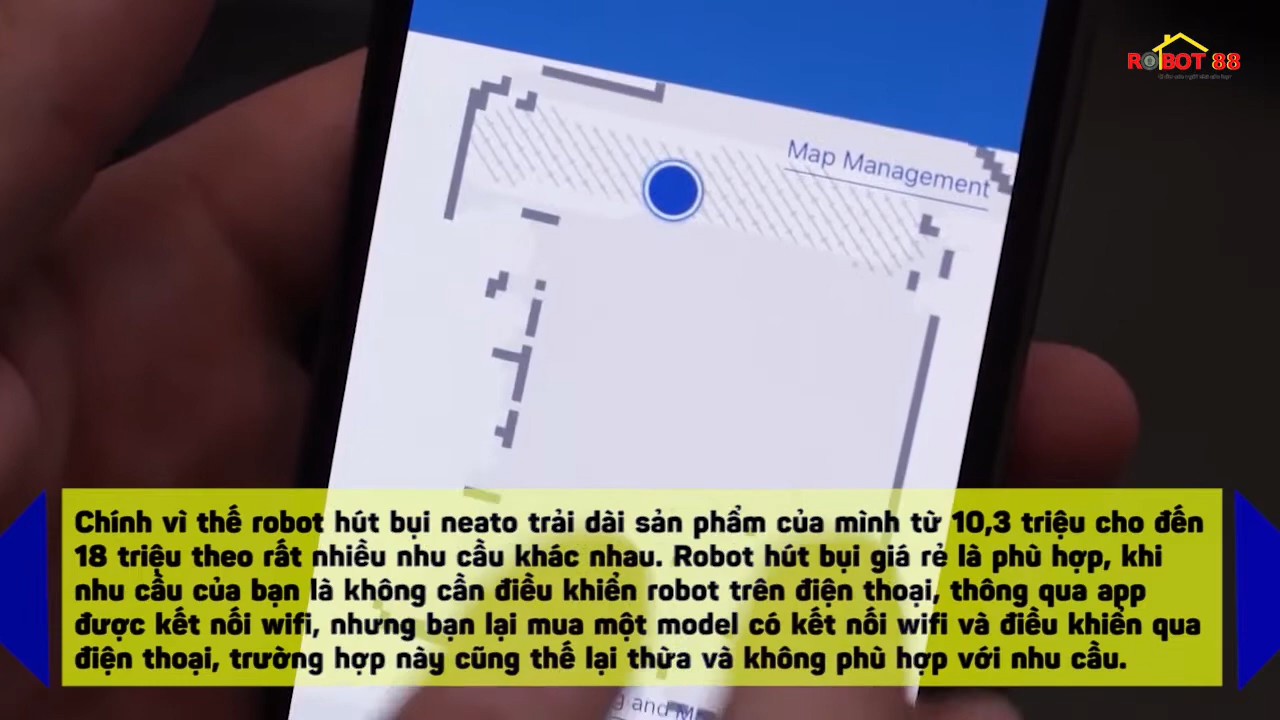 ROBOT 88
Map Management
Chính vì thế robot hút bụi neato trải dài sản phẩm của mình từ 10,3 triệu cho đến
18 triệu theo rất nhiều nhu cầu khác nhau. Robot hút bụi giá rẻ là phù hợp, khi
nhu cầu của bạn là không cần điều khiển robot trên điện thoại, thông qua app
được kết nối wifi, nhưng bạn lại mua một model có kết nối wifi và điều khiển qua
điện thoại, trường hợp này cũng thế lại thừa và không phù hợp với nhu cầu.
and